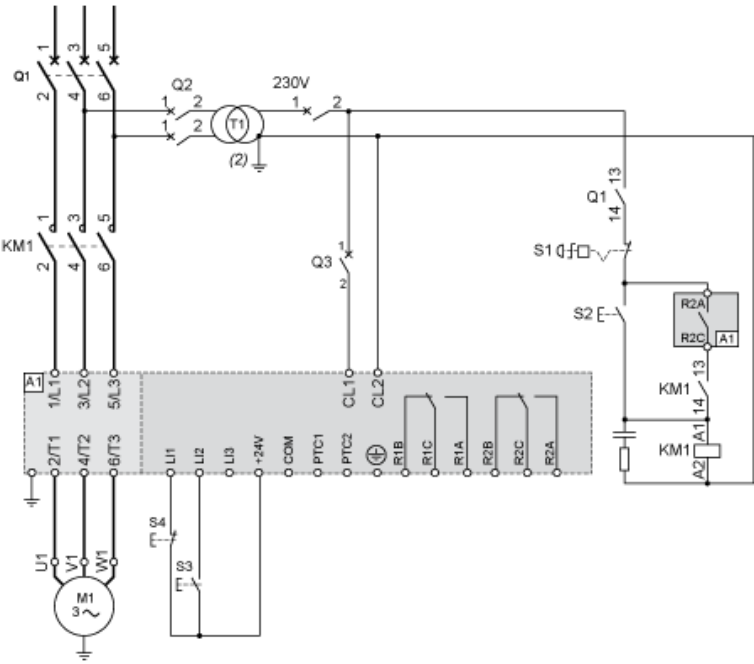 1 3 5
Q1
2 4 6
Q2
1 2
1 2
T1
(2)
230V
1 2
13
Q1
14
S1
1 3 5
KM1
2 4 6
1
Q3
2
S2
R2A
R2C
A1
13
KM1
14
A1
KM1
A2
A1
1/L1 3/L2 5/L3
CL1 CL2
2/T1 4/T2 6/T3
LI1 LI2 LI3 +24V COM PTC1 PTC2 R1B R1C R1A R2B R2C R2A
S4
S3
U1 V1 W1
M1
3